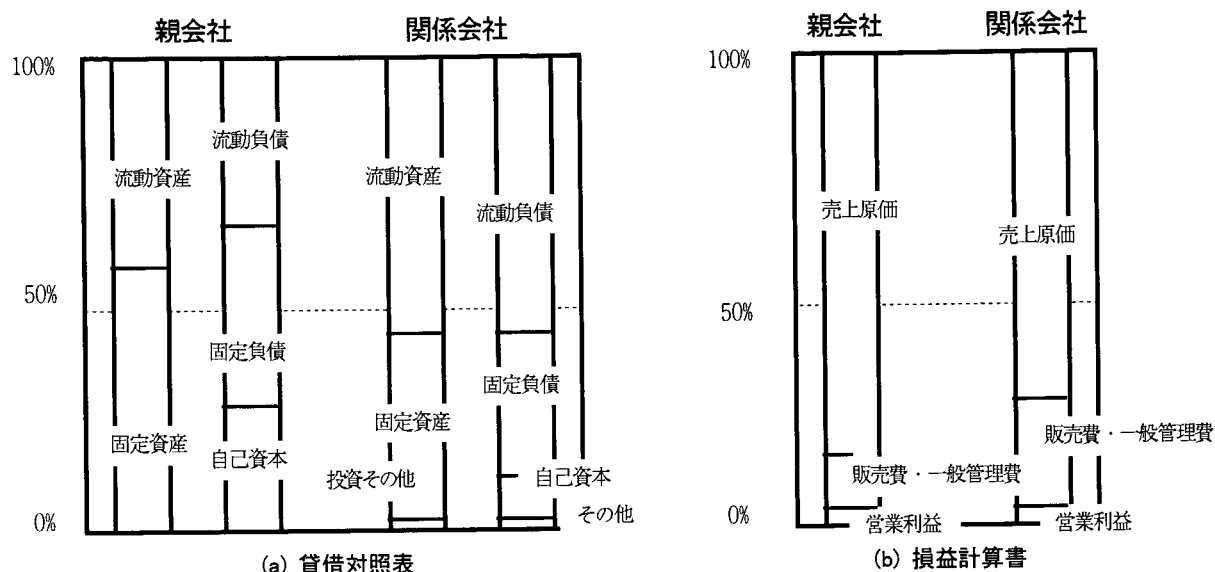 親会社
関係会社
100%
50%
0%
流動資産
固定資産
流動負債
固定負債
自己資本
流動資産
固定資産
投資その他
流動負債
固定負債
自己資本
その他
(a) 貸借対照表
親会社
関係会社
100%
50%
0%
売上原価
販売費・一般管理費
営業利益
売上原価
販売費・一般管理費
営業利益
(b) 損益計算書